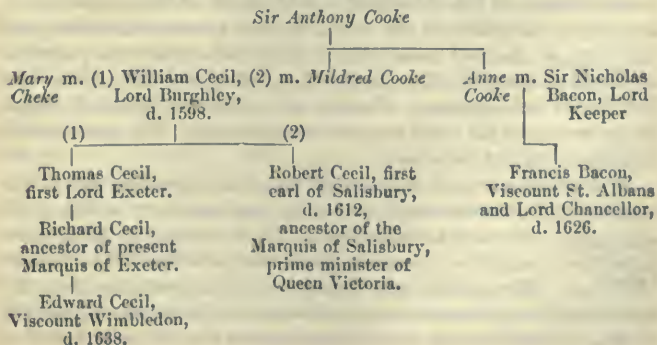 Sir Anthony Cooke
Mary m. (1) William Cecil, (2) m. Mildred Cooke Anne m. Sir Nicholas
Cheke Lord Burghley, Cooke Bacon, Lord
d. 1598. Keeper
(1) (2)
Thomas Cecil, Robert Cecil, first Francis Bacon,
first Lord Exeter. earl of Salisbury, Viscount St. Albans
d. 1612, and Lord Chancellor,
Richard Cecil, ancestor of the d. 1626.
ancestor of present Marquis of Salisbury,
Marquis of Exeter. prime minister of
Queen Victoria.
Edward Cecil,
Viscount Wimbledon,
d. 1638.